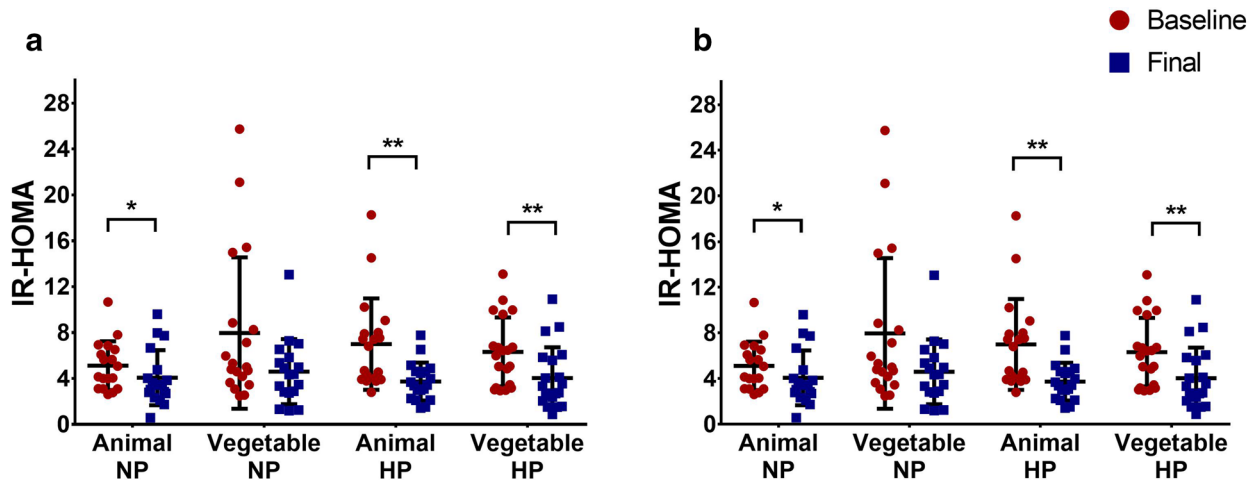 a
b
Baseline
Final
IR-HOMA
28
24
20
16
12
8
4
0
*
**
**
Animal
NP
Vegetable
NP
Animal
HP
Vegetable
HP
IR-HOMA
28
24
20
16
12
8
4
0
*
**
**
Animal
NP
Vegetable
NP
Animal
HP
Vegetable
HP